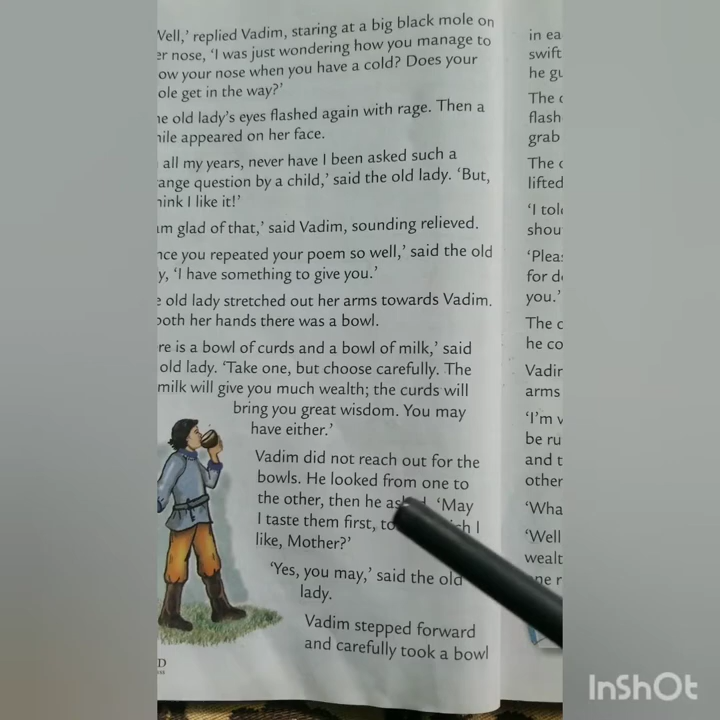 Well,' replied Vadim, staring at a big black mole on
er nose, 'I was just wondering how you manage to
ow your nose when you have a cold? Does your
ole get in the way?'
he old lady's eyes flashed again with rage. Then a
mile appeared on her face.
all my years, never have I been asked such a
ange question by a child,' said the old lady. 'But,
hink I like it!'
am glad of that,' said Vadim, sounding relieved.
nce you repeated your poem so well,' said the old
y, 'I have something to give you.'
e old lady stretched out her arms towards Vadim.
both her hands there was a bowl.
re is a bowl of curds and a bowl of milk,' said
old lady. 'Take one, but choose carefully. The
milk will give you much wealth; the curds will
bring you great wisdom. You may
have either.'
Vadim did not reach out for the
bowls. He looked from one to
the other, then he 'May
I taste them first, I
like, Mother?'
'Yes, you may,' said the old
lady.
Vadim stepped forward
and carefully took a bowl
D
in ea
swift
he gu
The
flash
grab
The
lifted
'I tol
shou
'Pleas
for d
you.'
The
he co
Vadir
arms
'I'm
be ru
and t
other
'Wha
'Well
wealt
ne r
InShOt